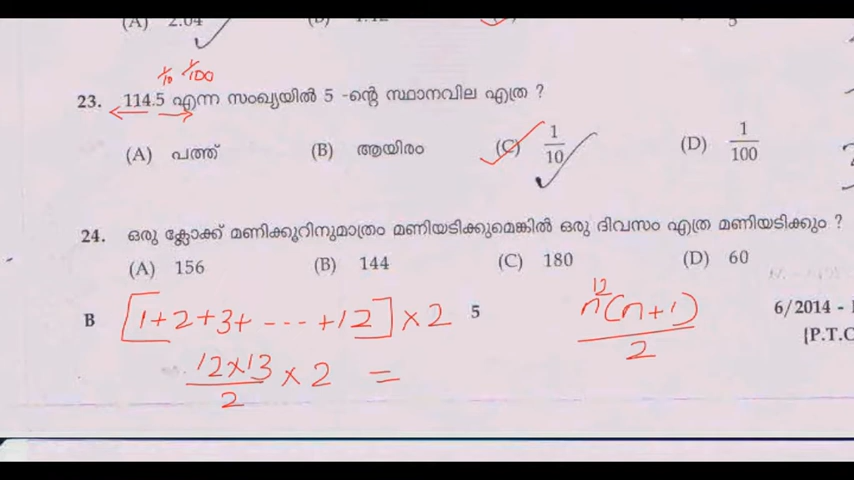 (A) 2.04
1/10 1/100
23. 114.5 എന്ന സംഖ്യയിൽ 5 -ന്റെ സ്ഥാനവില എത്ര ?
(A) പത്ത് (B) ആയിരം (C) 1/10 (D) 1/100
24. ഒരു ക്ലോക്ക് മണിക്കൂറിനുമാത്രം മണിയടിക്കുമെങ്കിൽ ഒരു ദിവസം എത്ര മണിയടിക്കും ?
(A) 156 (B) 144 (C) 180 (D) 60
B [1+2+3+ ---- +12] × 2 5 12 n(n+1)/2 6/2014 -
{P.T.O
12×13/2 × 2 =